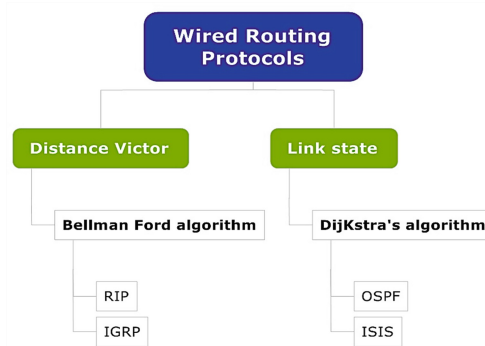 Wired Routing
Protocols
Distance Victor
Link state
Bellman Ford algorithm
DijKstra's algorithm
RIP
OSPF
IGRP
ISIS